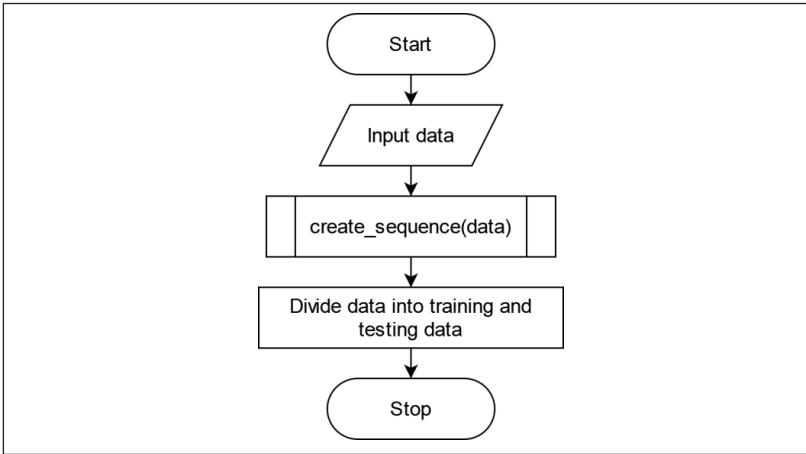 Start
Input data
create_sequence(data)
Divide data into training and
testing data
Stop